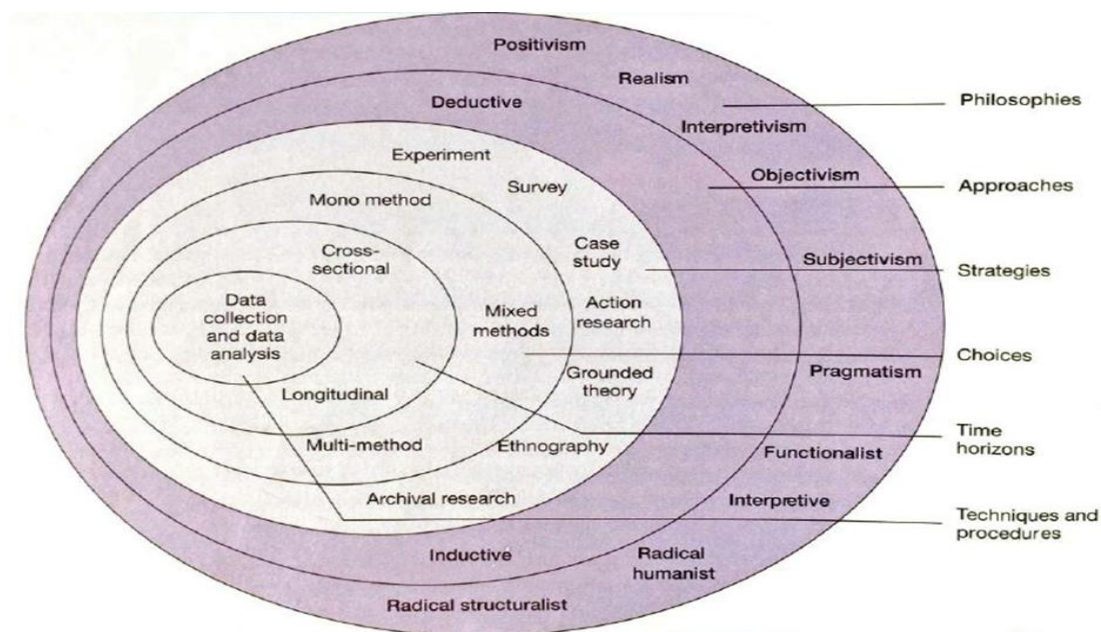 Positivism
Realism
Philosophies
Deductive
Interpretivism
Experiment
Objectivism
Approaches
Survey
Mono method
Case
study
Subjectivism
Strategies
Cross-
sectional
Data
collection
and data
analysis
Mixed
methods
Action
research
Choices
Grounded
theory
Pragmatism
Longitudinal
Time
horizons
Multi-method
Ethnography
Functionalist
Archival research
Interpretive
Techniques and
procedures
Inductive
Radical
humanist
Radical structuralist